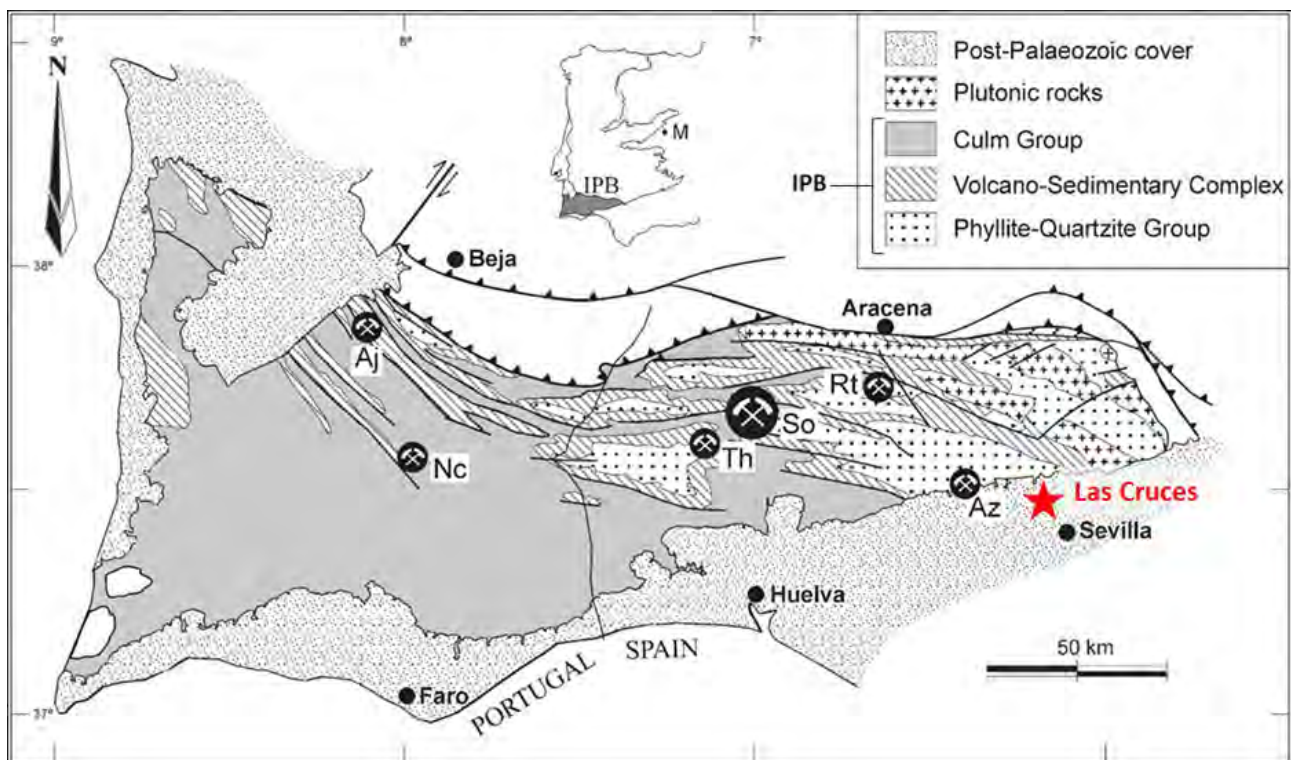 9°
8°
7°
N
Post-Palaeozoic cover
Plutonic rocks
Culm Group
IPB
Volcano-Sedimentary Complex
Phyllite-Quartzite Group
M
IPB
38°
Beja
Aracena
Aj
Rt
So
Nc
Th
Az
Las Cruces
Sevilla
Huelva
50 km
SPAIN
PORTUGAL
Faro
37°